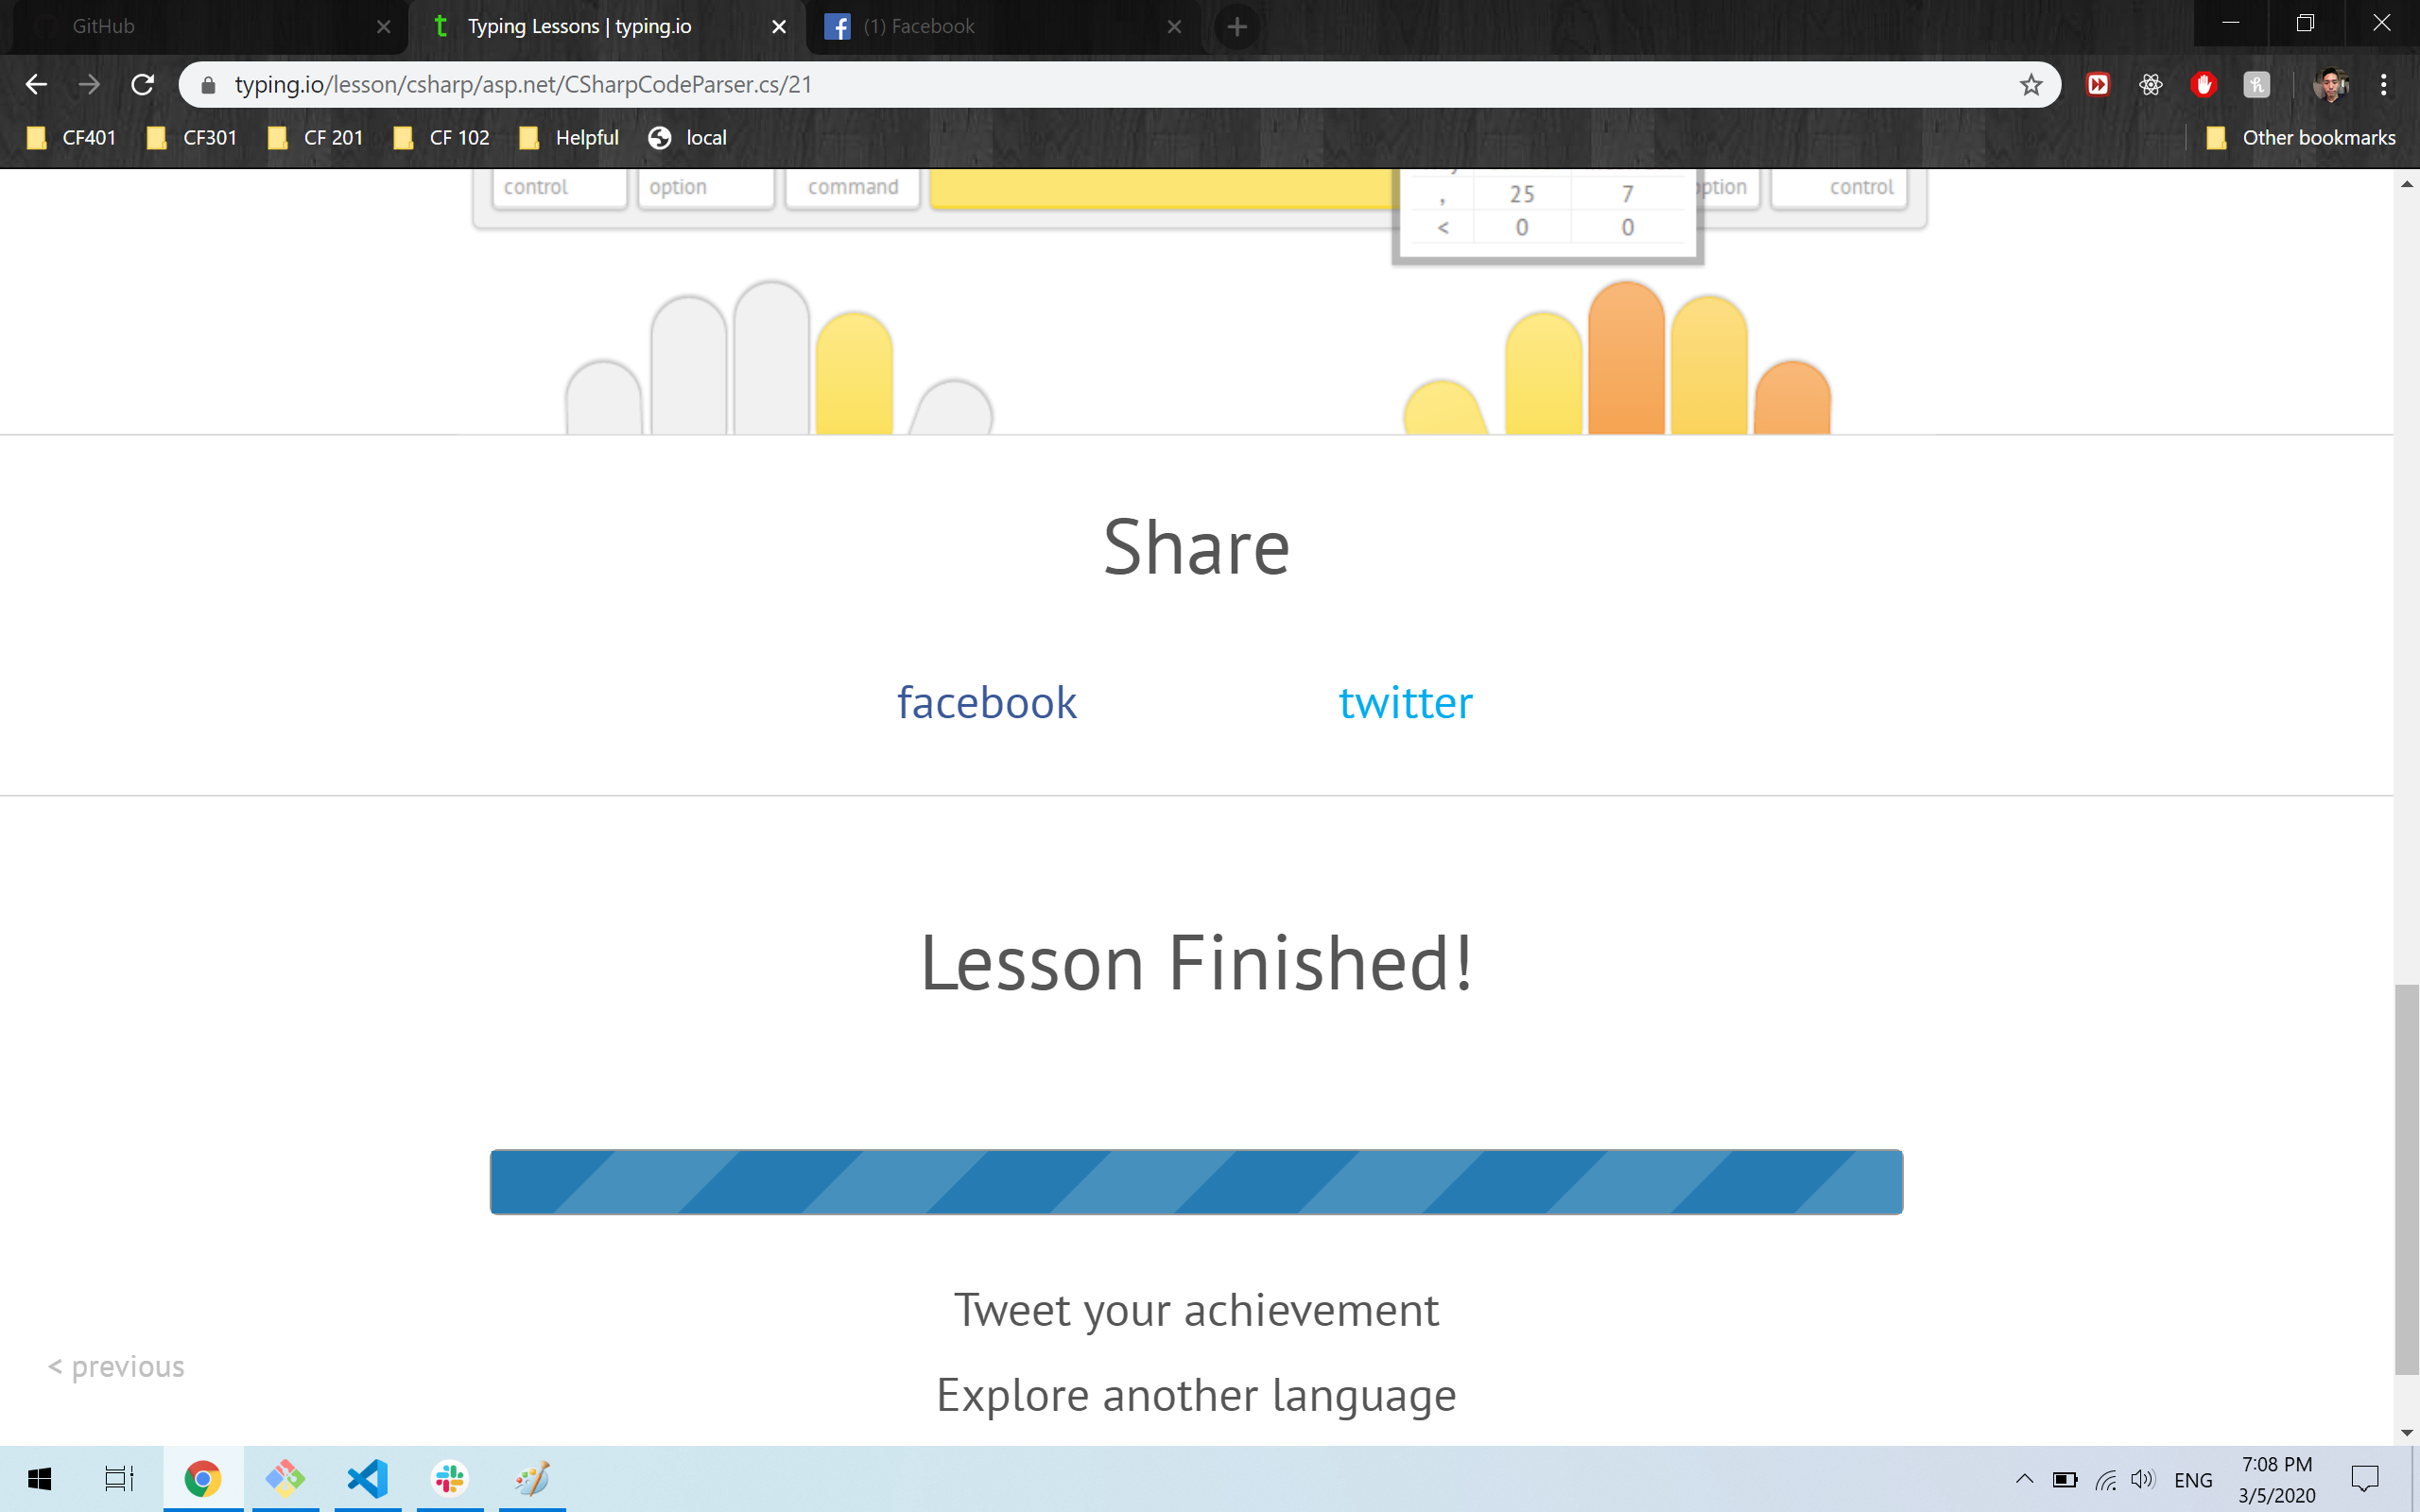 GitHub
Typing Lessons | typing.io
(1) Facebook
typing.io/lesson/csharp/asp.net/CSharpCodeParser.cs/21
CF401
CF301
CF 201
CF 102
Helpful
local
Other bookmarks
control
option
command
, 25 7
< 0 0
control
Share
facebook
twitter
Lesson Finished!
Tweet your achievement
< previous
Explore another language
ENG
7:08 PM
3/5/2020